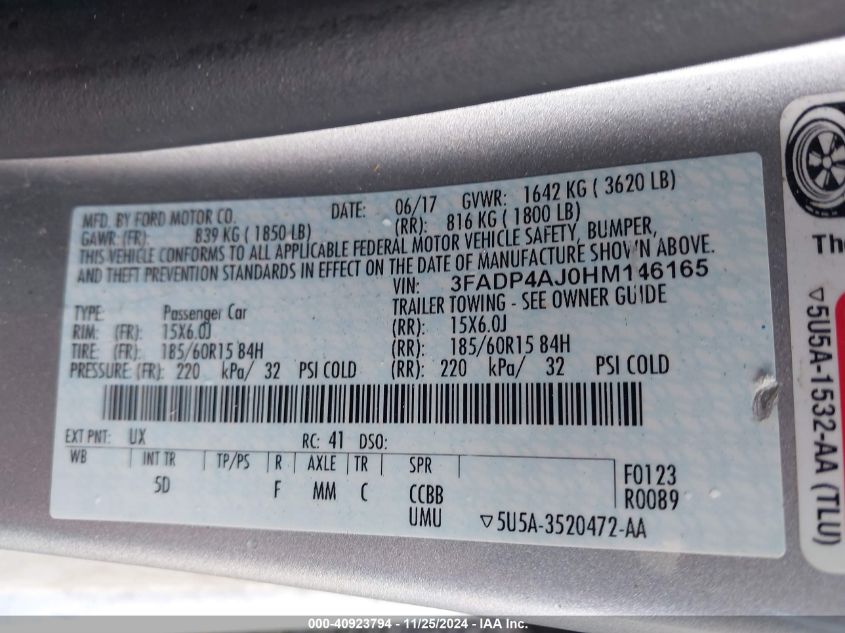 MFD. BY FORD MOTOR CO.
DATE: 06/17 GVWR: 1642 KG ( 3620 LB)
GAWR: (FR): 839 KG ( 1850 LB) (RR): 816 KG ( 1800 LB)
THIS VEHICLE CONFORMS TO ALL APPLICABLE FEDERAL MOTOR VEHICLE SAFETY, BUMPER,
AND THEFT PREVENTION STANDARDS IN EFFECT ON THE DATE OF MANUFACTURE SHOWN ABOVE.
VIN: 3FADP4AJ0HM146165
TYPE: Passenger Car TRAILER TOWING - SEE OWNER GUIDE
RIM: (FR): 15X6.0J (RR): 15X6.0J
TIRE: (FR): 185/60R15 84H (RR): 185/60R15 84H
PRESSURE: (FR): 220 kPa/ 32 PSI COLD (RR): 220 kPa/ 32 PSI COLD
EXT PNT: UX RC: 41 DSO:
WB INT TR TP/PS R AXLE TR SPR
5D F MM C CCBB
UMU
F0123
R0089
▽5U5A-3520472-AA
The
▽5U5A-1532-AA (TLU)
000-40923794 - 11/25/2024 - IAA Inc.